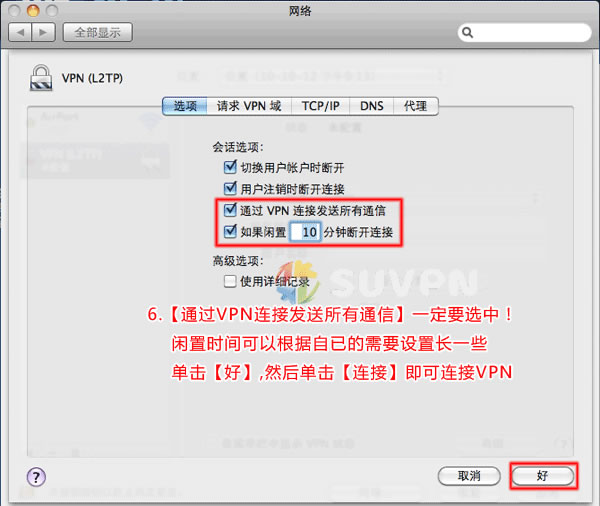 网络
全部显示
VPN (L2TP)
选项 请求 VPN 域 TCP/IP DNS 代理
会话选项：
切换用户帐户时断开
用户注销时断开连接
通过 VPN 连接发送所有通信
如果闲置 10 分钟断开连接
高级选项：
使用详细记录
SUVPN
6.【通过VPN连接发送所有通信】一定要选中！
闲置时间可以根据自已的需要设置长一些
单击【好】,然后单击【连接】即可连接VPN
? 取消 好